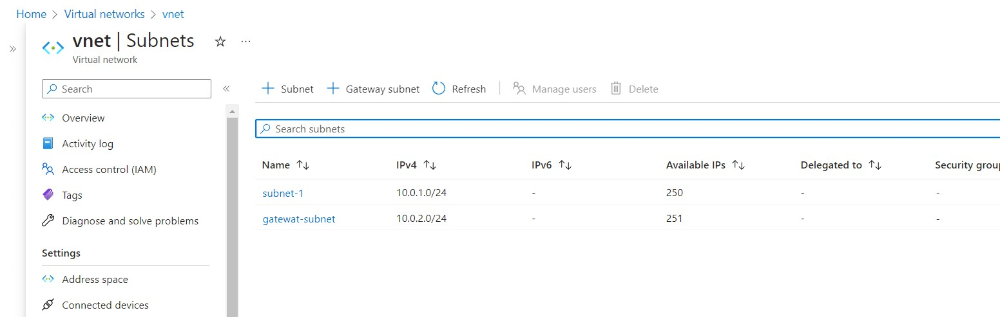 Home > Virtual networks > vnet
vnet | Subnets
Virtual network
Search
Subnet Gateway subnet Refresh Manage users Delete
Overview
Activity log
Access control (IAM)
Tags
Diagnose and solve problems
Settings
Address space
Connected devices
Search subnets
Name IPv4 IPv6 Available IPs Delegated to Security group
subnet-1 10.0.1.0/24 - 250 - -
gatewat-subnet 10.0.2.0/24 - 251 - -